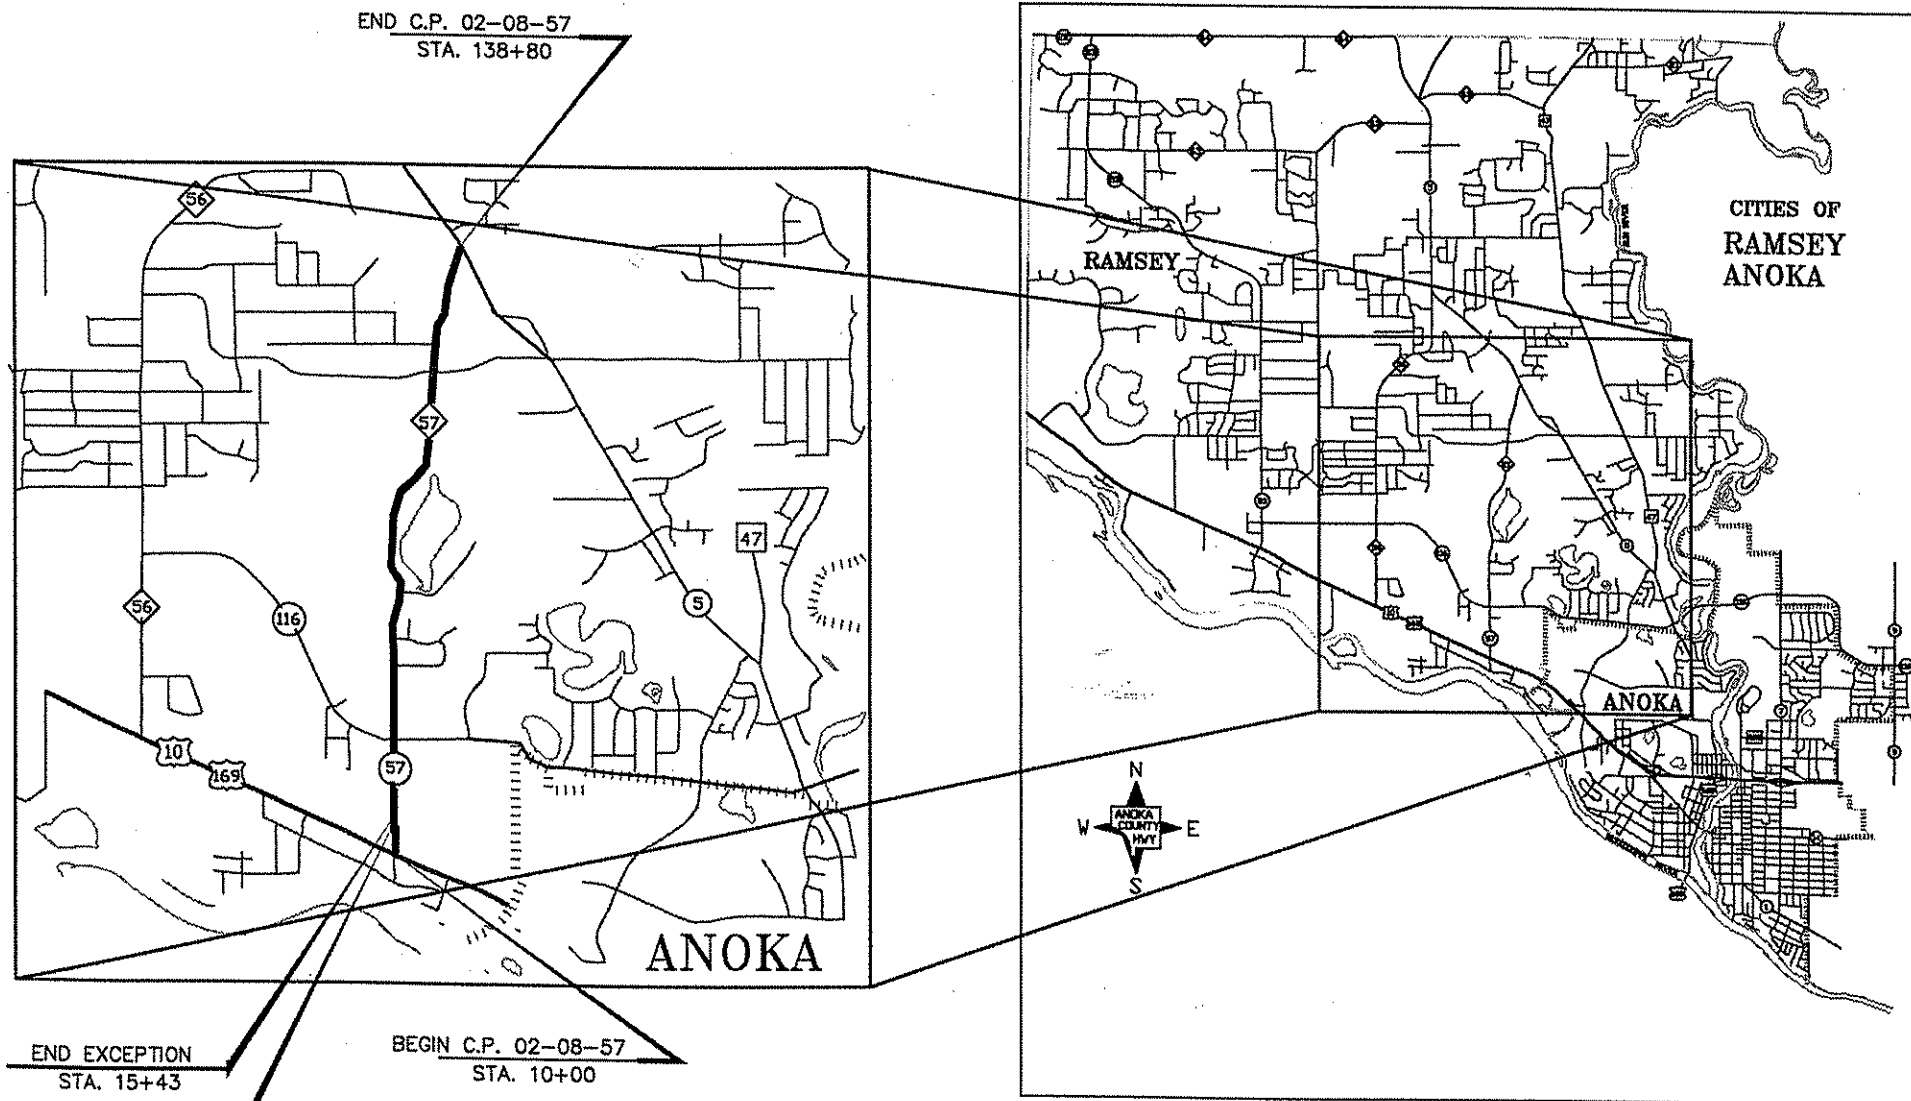 END C.P. 02-08-57
STA. 138+80
56
57
47
56
116
5
10
169
57
ANOKA
END EXCEPTION
STA. 15+43
BEGIN C.P. 02-08-57
STA. 10+00
CITIES OF
RAMSEY
ANOKA
RAMSEY
5
47
ANOKA
N
W
ANOKA
COUNTY
HWY
E
S